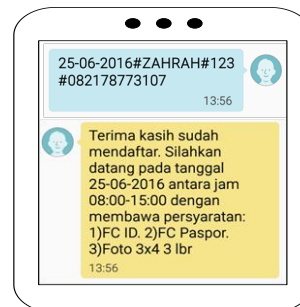 25-06-2016#ZAHRAH#123
#082178773107
13:56
Terima kasih sudah
mendaftar. Silahkan
datang pada tanggal
25-06-2016 antara jam
08:00-15:00 dengan
membawa persyaratan:
1)FC ID. 2)FC Paspor.
3)Foto 3x4 3 lbr
13:56